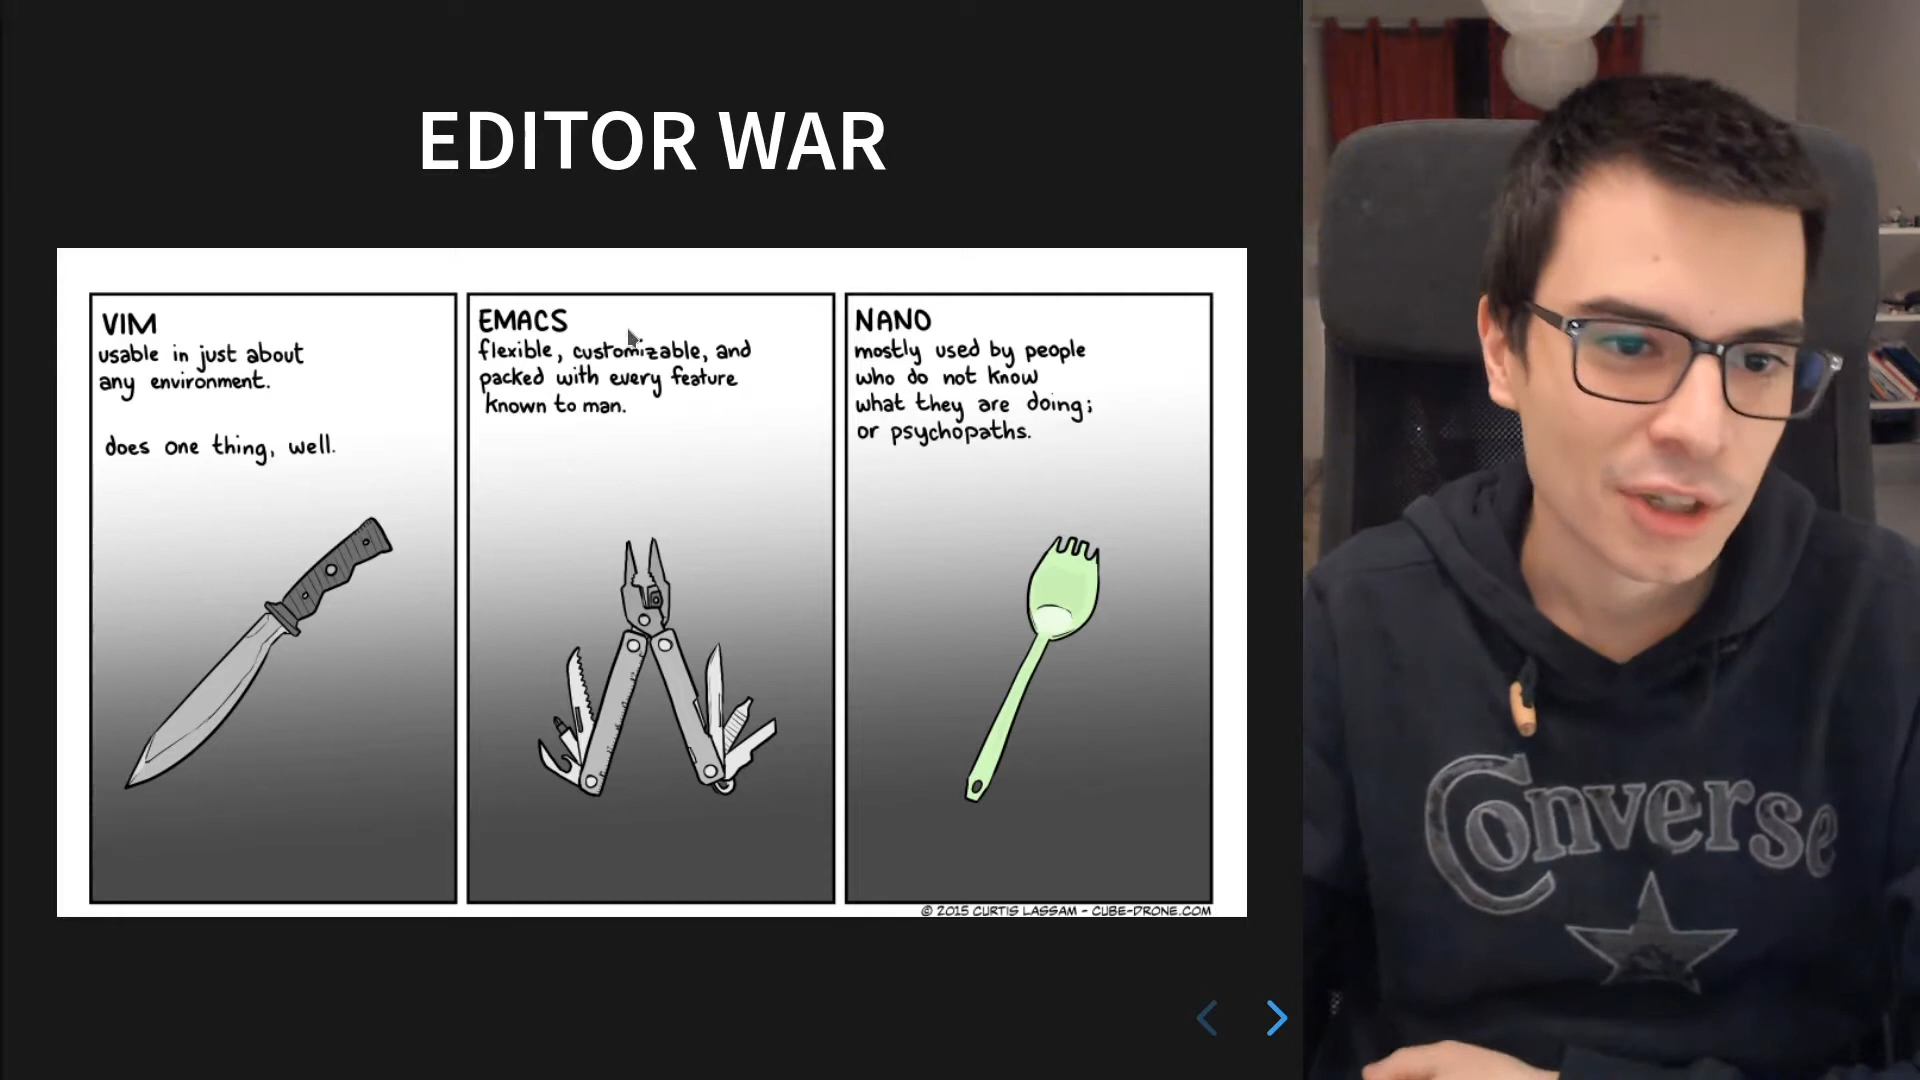 EDITOR WAR
VIM
usable in just about
any environment.
does one thing, well.
EMACS
flexible, customizable, and
packed with every feature
known to man.
NANO
mostly used by people
who do not know
what they are doing;
or psychopaths.
© 2015 CURTIS LASSAM - CUBE-DRONE.COM
Converse